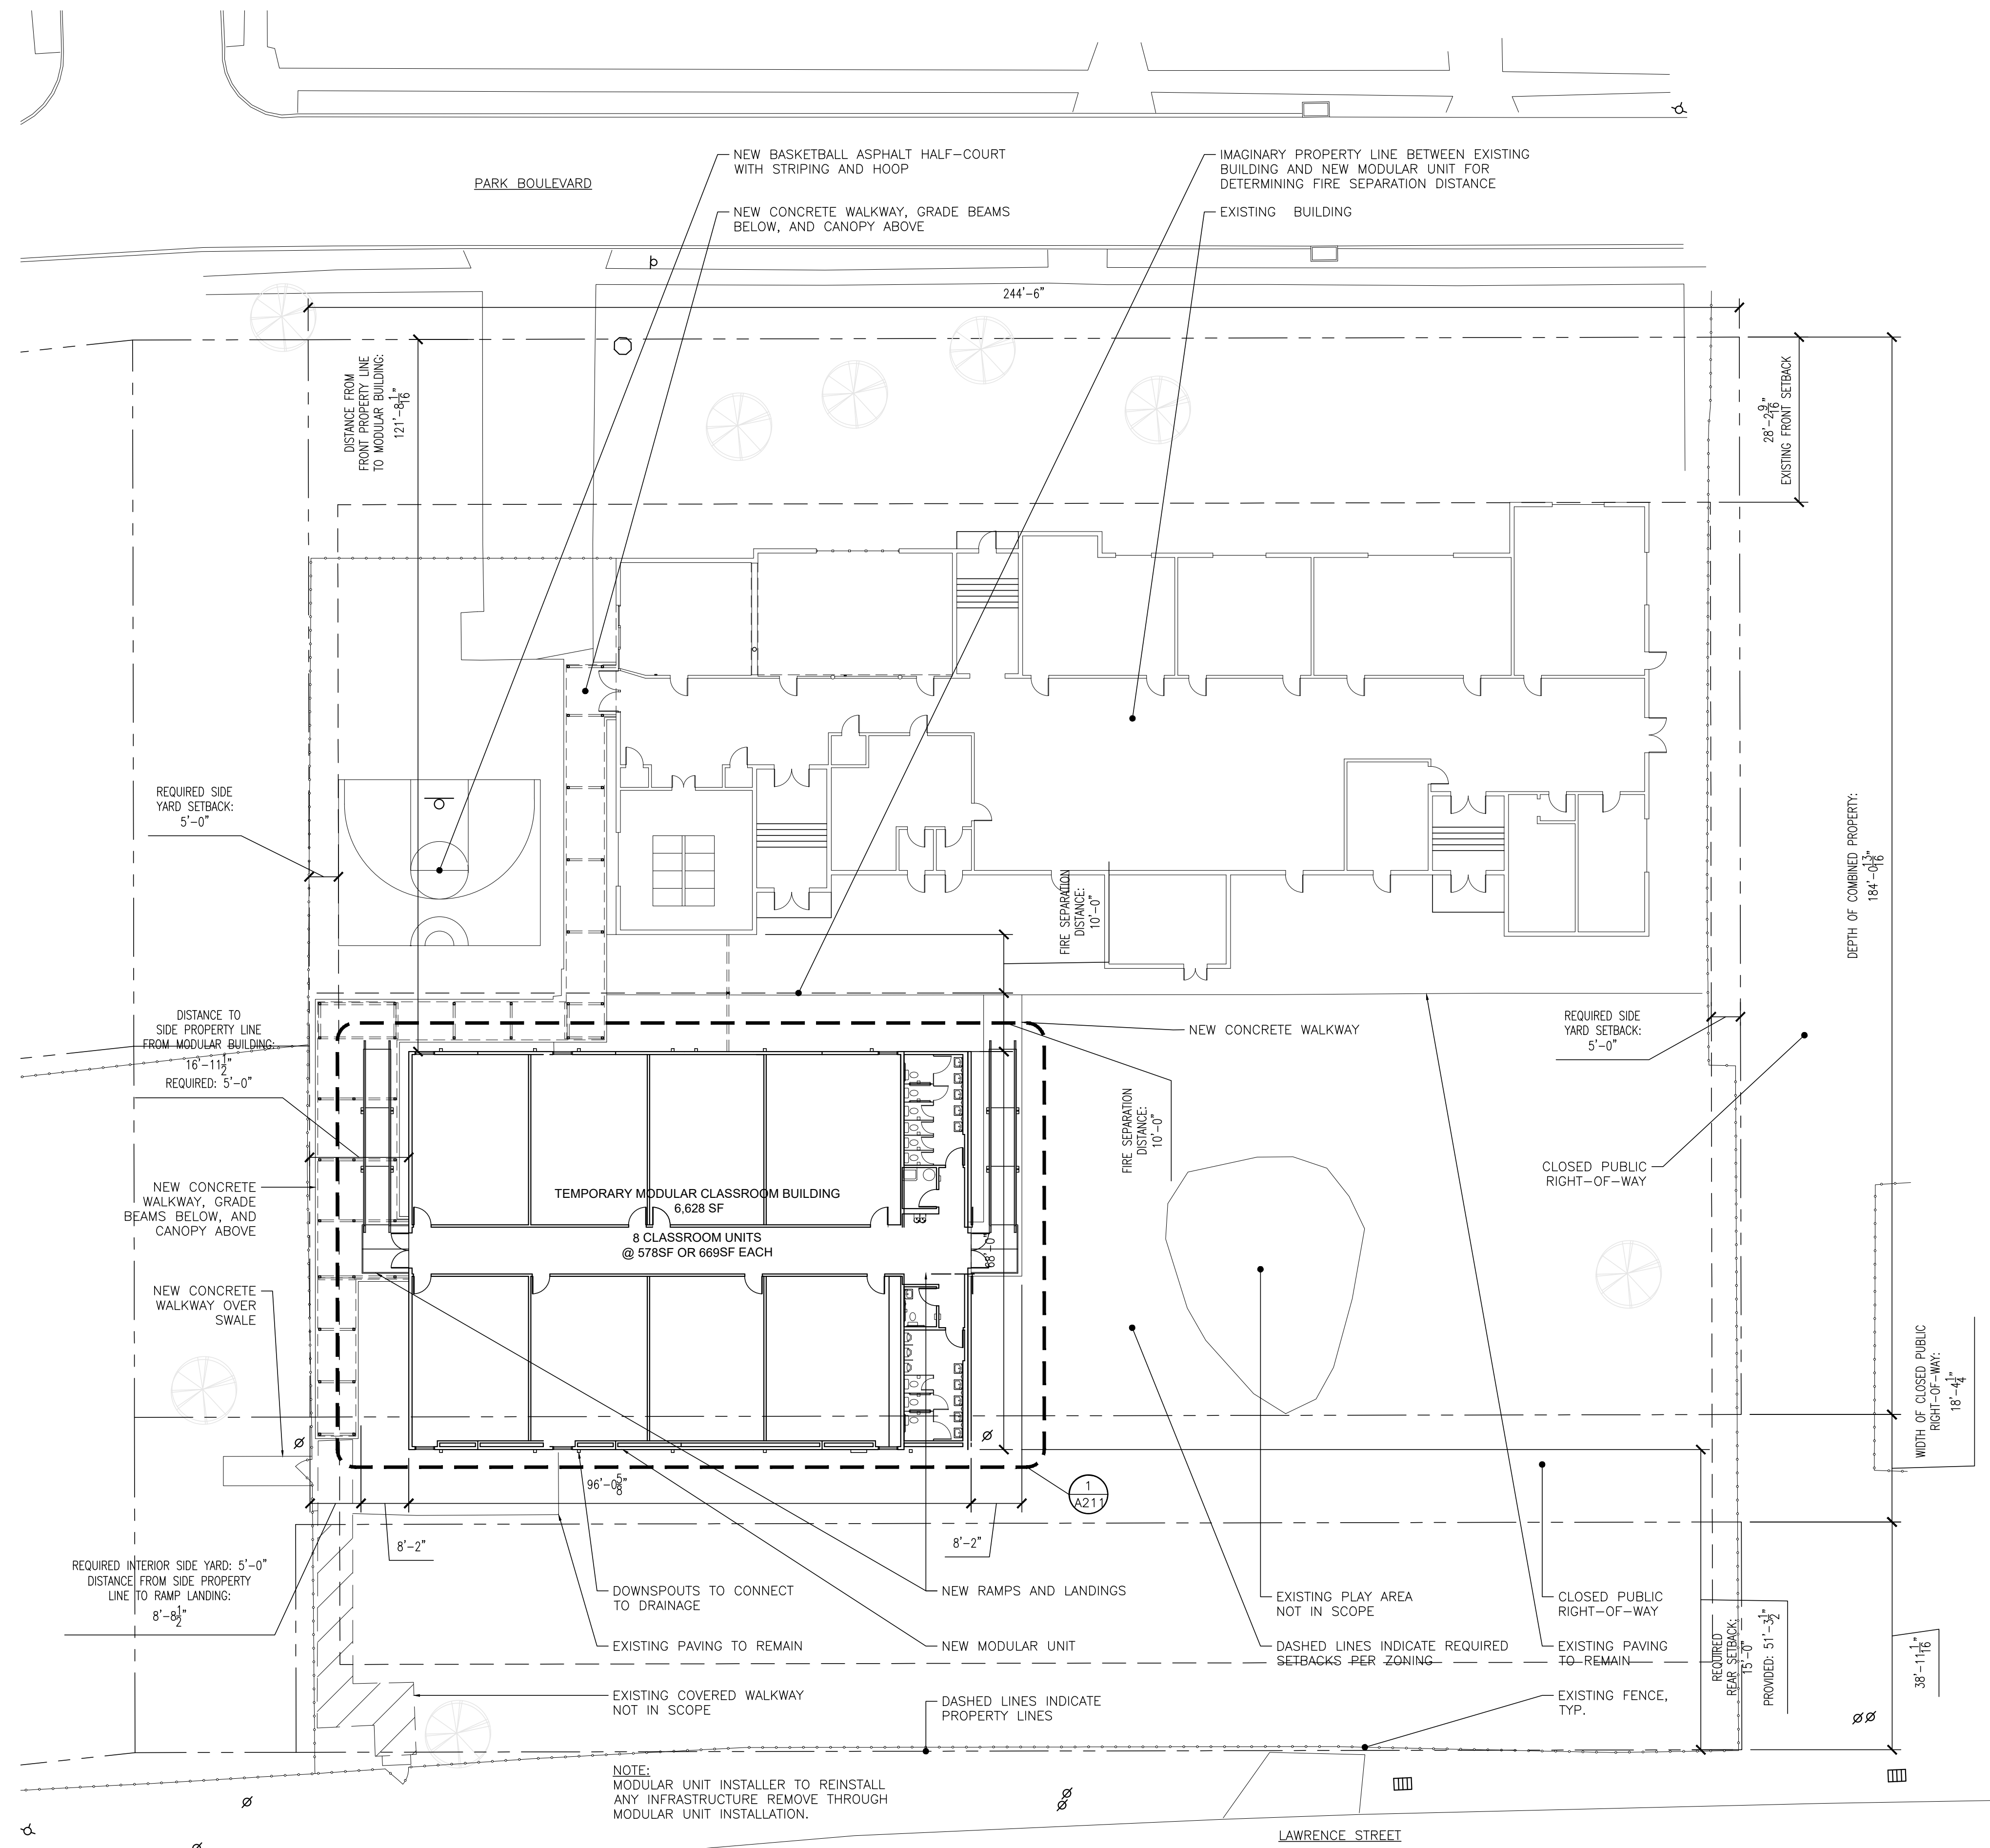 NEW BASKETBALL ASPHALT HALF-COURT
WITH STRIPING AND HOOP
IMAGINARY PROPERTY LINE BETWEEN EXISTING
BUILDING AND NEW MODULAR UNIT FOR
DETERMINING FIRE SEPARATION DISTANCE
PARK BOULEVARD
NEW CONCRETE WALKWAY, GRADE BEAMS
BELOW, AND CANOPY ABOVE
EXISTING BUILDING
244'-6"
DISTANCE FROM
FRONT PROPERTY LINE
TO MODULAR BUILDING:
121'-8 1/16"
28'-2 9/16"
EXISTING FRONT SETBACK
REQUIRED SIDE
YARD SETBACK:
5'-0"
DEPTH OF COMBINED PROPERTY:
184'-0 13/16"
FIRE SEPARATION
DISTANCE:
10'-0"
DISTANCE TO
SIDE PROPERTY LINE
FROM MODULAR BUILDING:
16'-11 1/2"
REQUIRED: 5'-0"
NEW CONCRETE WALKWAY
REQUIRED SIDE
YARD SETBACK:
5'-0"
FIRE SEPARATION
DISTANCE:
10'-0"
CLOSED PUBLIC
RIGHT-OF-WAY
NEW CONCRETE
WALKWAY, GRADE
BEAMS BELOW, AND
CANOPY ABOVE
TEMPORARY MODULAR CLASSROOM BUILDING
6,628 SF
8 CLASSROOM UNITS
@ 578SF OR 669SF EACH
68'-0"
NEW CONCRETE
WALKWAY OVER
SWALE
WIDTH OF CLOSED PUBLIC
RIGHT-OF-WAY:
18'-4 1/4"
96'-0 5/8"
1
A211
8'-2"
8'-2"
REQUIRED INTERIOR SIDE YARD: 5'-0"
DISTANCE FROM SIDE PROPERTY
LINE TO RAMP LANDING:
8'-8 1/2"
DOWNSPOUTS TO CONNECT
TO DRAINAGE
NEW RAMPS AND LANDINGS
EXISTING PLAY AREA
NOT IN SCOPE
CLOSED PUBLIC
RIGHT-OF-WAY
EXISTING PAVING TO REMAIN
NEW MODULAR UNIT
DASHED LINES INDICATE REQUIRED
SETBACKS PER ZONING
EXISTING PAVING
TO REMAIN
REQUIRED
REAR SETBACK:
15'-0"
PROVIDED: 51'-3 1/2"
38'-11 1/16"
EXISTING COVERED WALKWAY
NOT IN SCOPE
DASHED LINES INDICATE
PROPERTY LINES
EXISTING FENCE,
TYP.
NOTE:
MODULAR UNIT INSTALLER TO REINSTALL
ANY INFRASTRUCTURE REMOVE THROUGH
MODULAR UNIT INSTALLATION.
LAWRENCE STREET